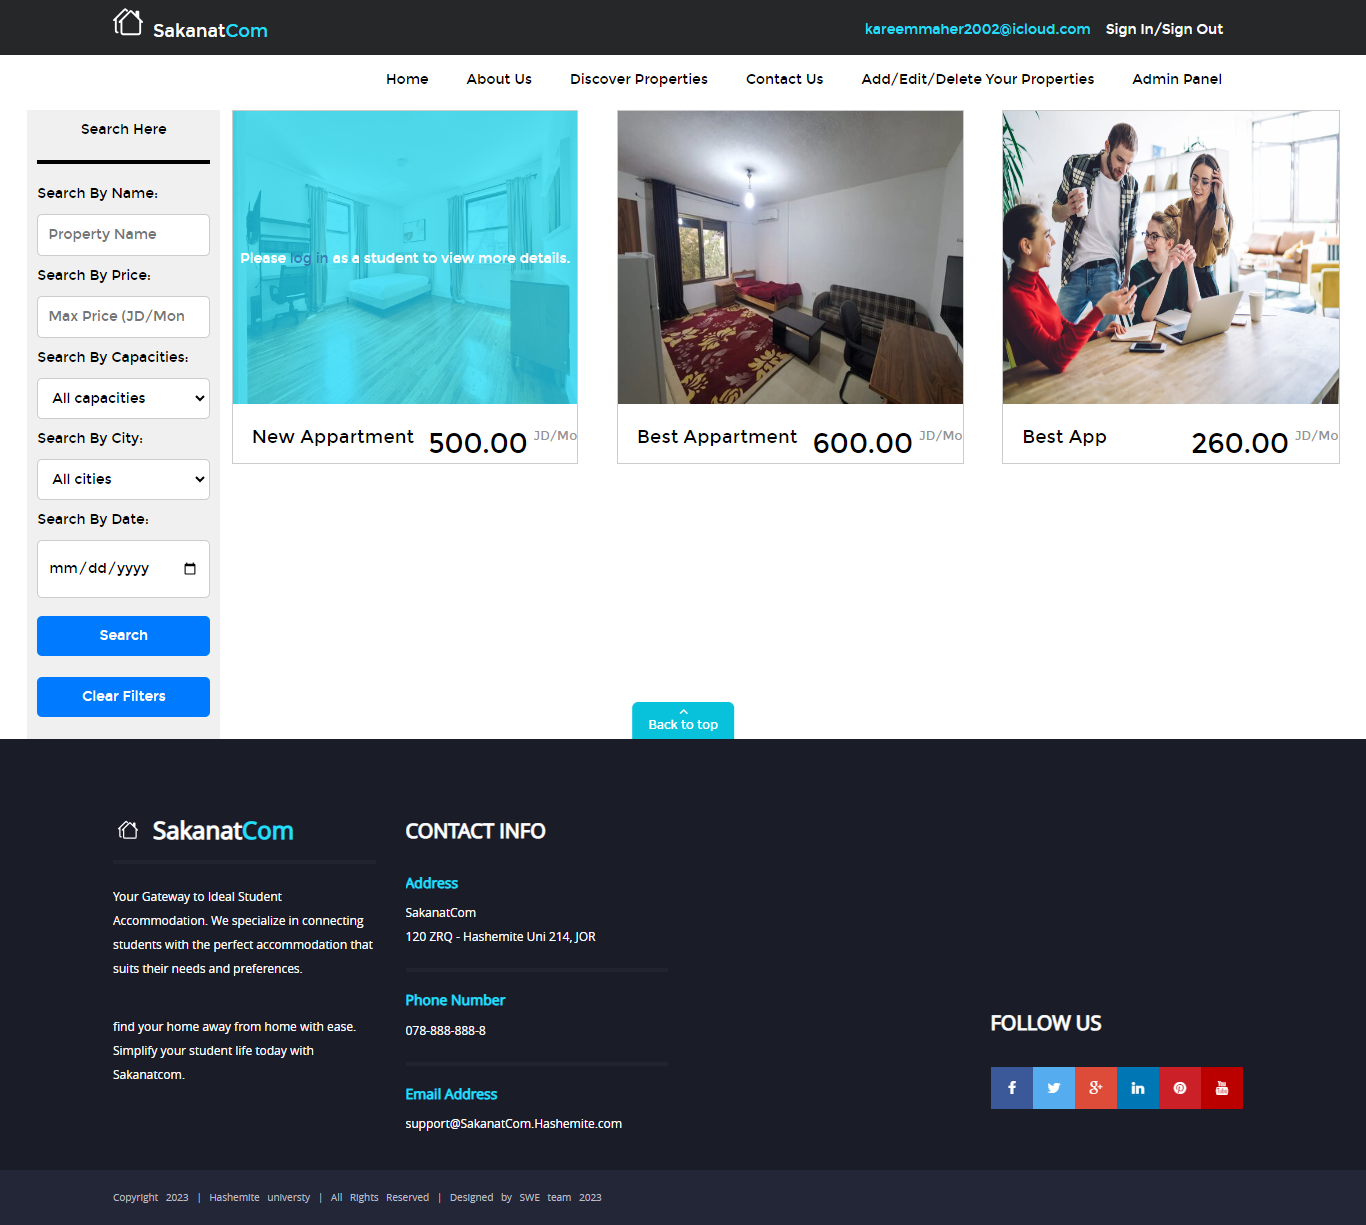 SakanatCom
kareemmaher2002@icloud.com Sign In/Sign Out
Home About Us Discover Properties Contact Us Add/Edit/Delete Your Properties Admin Panel
Search Here
Search By Name:
Property Name
Search By Price:
Max Price (JD/Mon
Search By Capacities:
All capacities
Search By City:
All cities
Search By Date:
mm/dd/yyyy
Search
Clear Filters
Please log in as a student to view more details.
New Appartment 500.00 JD/Mo
Best Appartment 600.00 JD/Mo
Best App 260.00 JD/Mo
Back to top
SakanatCom
Your Gateway to Ideal Student
Accommodation. We specialize in connecting
students with the perfect accommodation that
suits their needs and preferences.
find your home away from home with ease.
Simplify your student life today with
Sakanatcom.
CONTACT INFO
Address
SakanatCom
120 ZRQ - Hashemite Uni 214, JOR
Phone Number
078-888-888-8
Email Address
support@SakanatCom.Hashemite.com
FOLLOW US
Copyright 2023 | Hashemite universty | All Rights Reserved | Designed by SWE team 2023